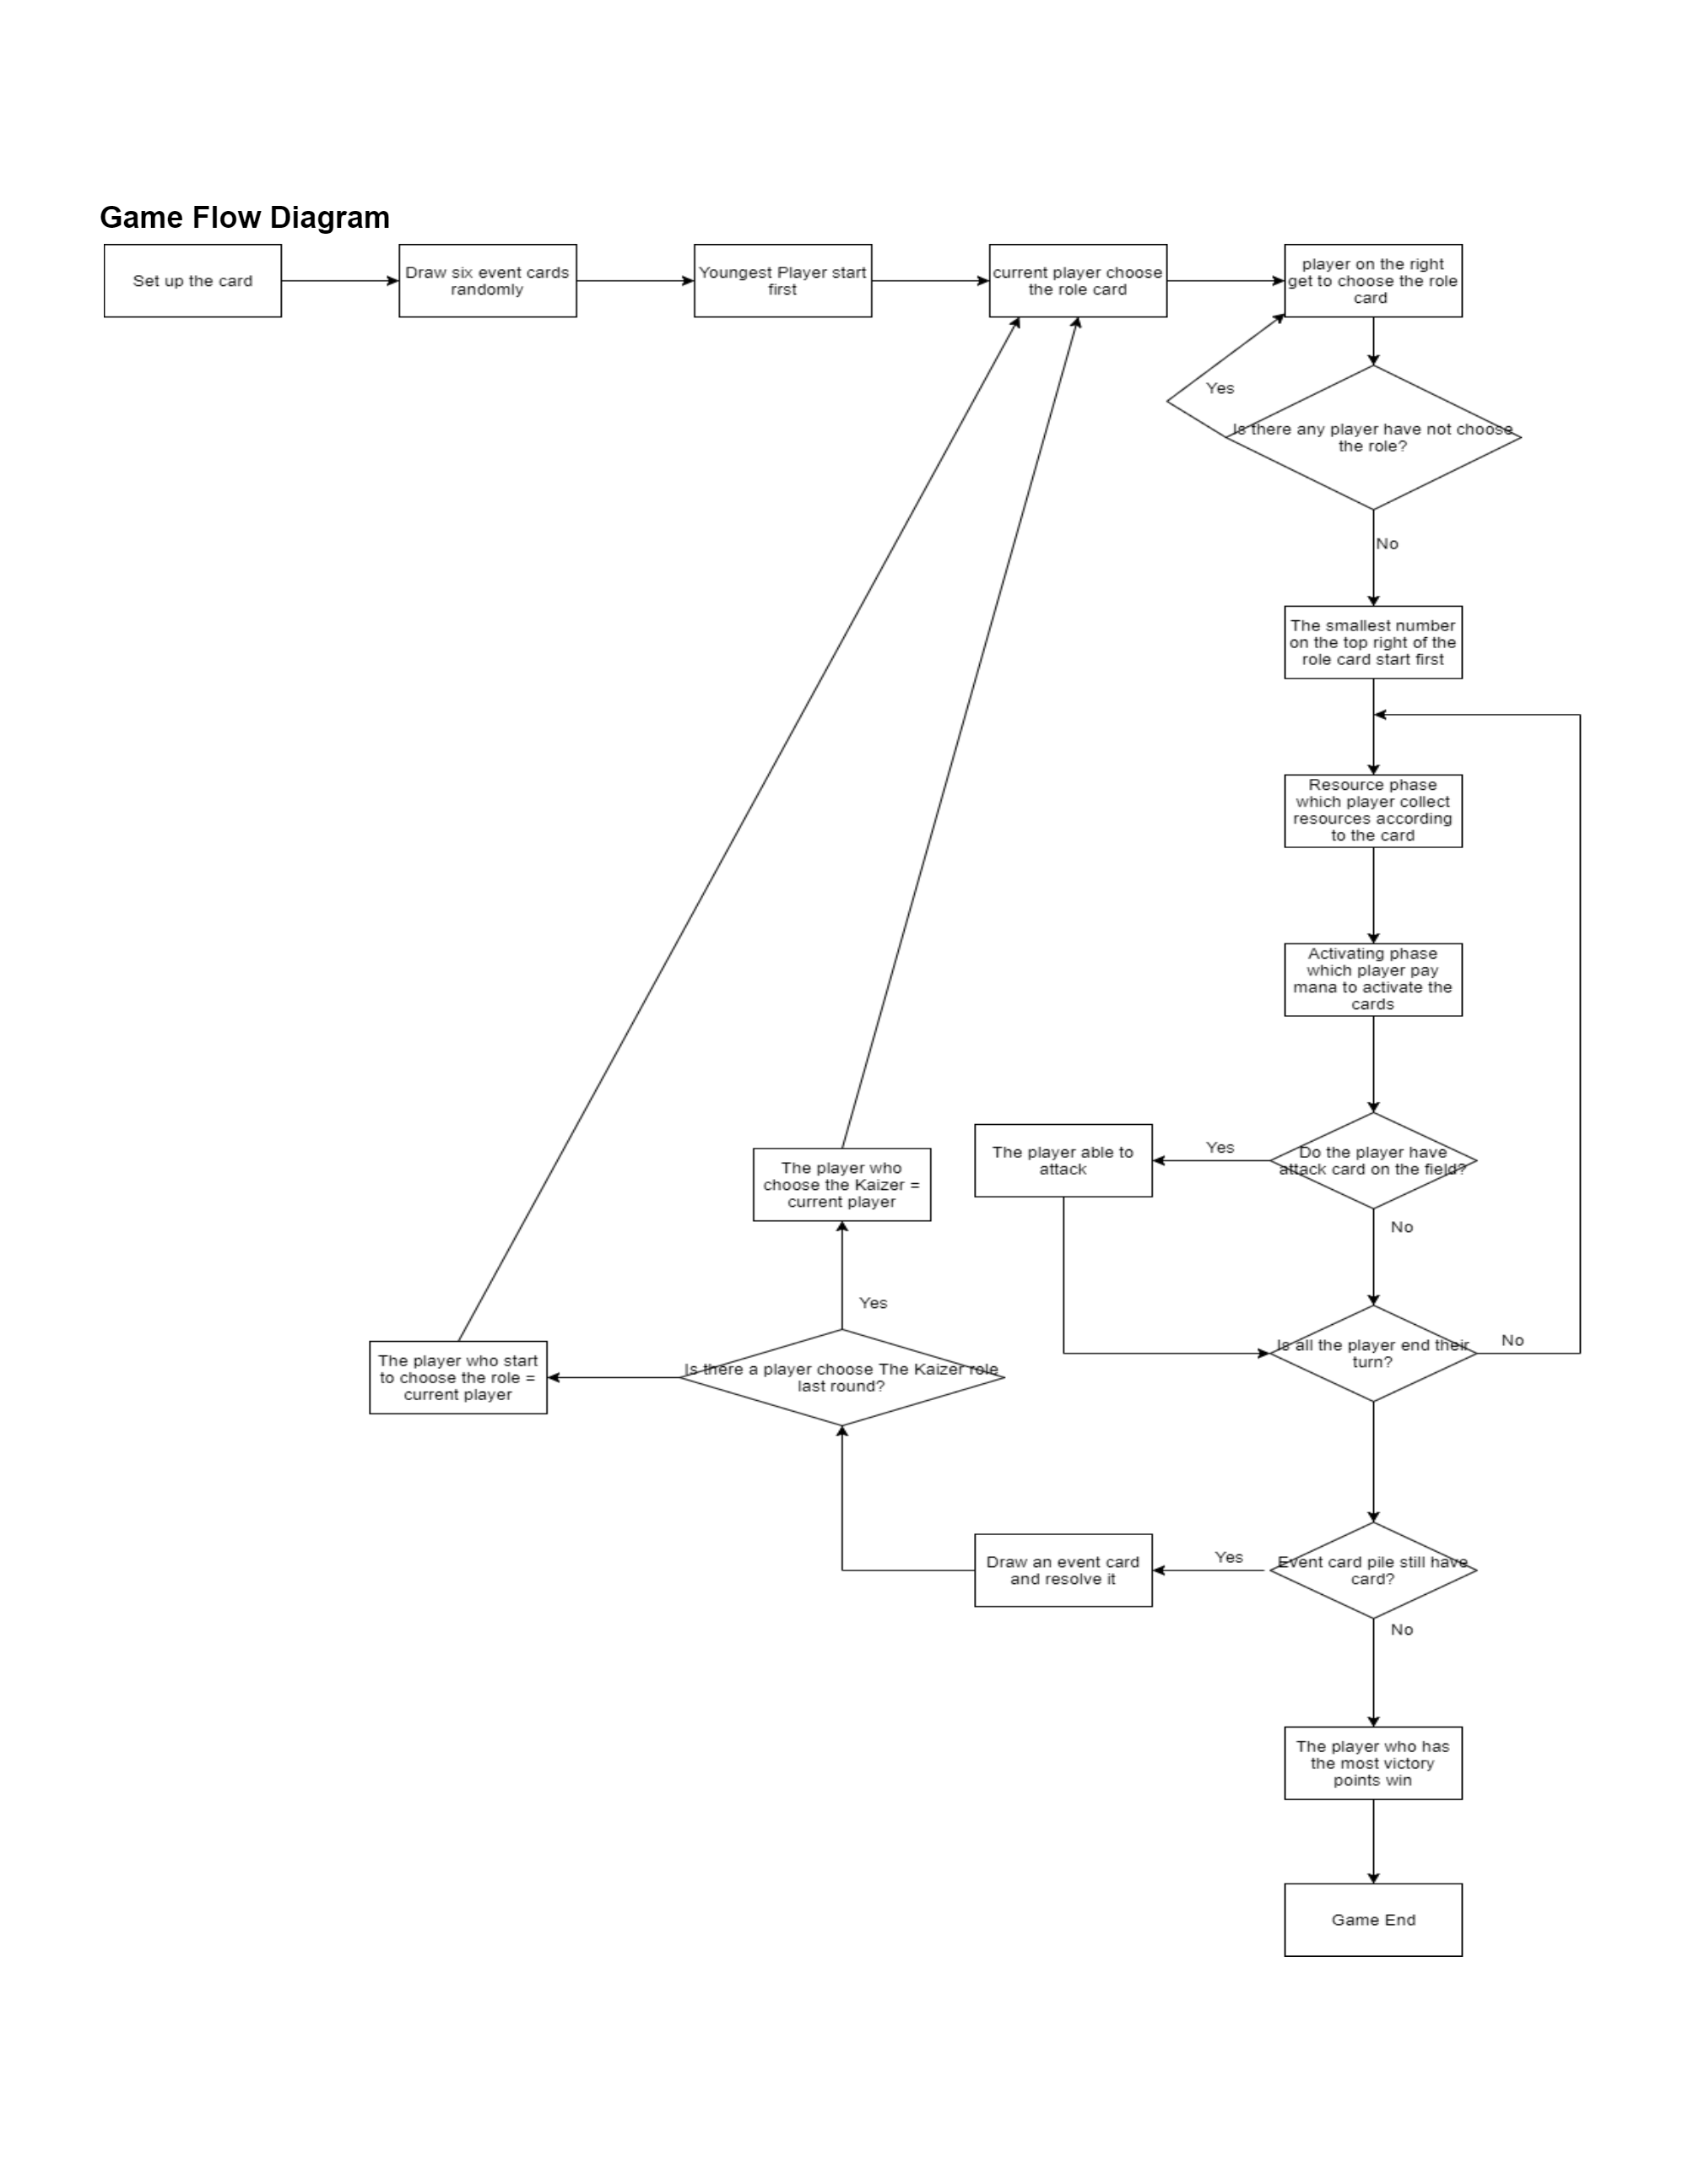 Game Flow Diagram
Set up the card
Draw six event cards
randomly
Youngest Player start
first
current player choose
the role card
player on the right
get to choose the role
card
Yes
Is there any player have not choose
the role?
No
The smallest number
on the top right of the
role card start first
Resource phase
which player collect
resources according
to the card
Activating phase
which player pay
mana to activate the
cards
Do the player have
attack card on the field?
Yes
The player able to
attack
No
Is all the player end their
turn?
No
Event card pile still have
card?
Yes
Draw an event card
and resolve it
Is there a player choose The Kaizer role
last round?
Yes
The player who
choose the Kaizer =
current player
The player who start
to choose the role =
current player
No
The player who has
the most victory
points win
Game End